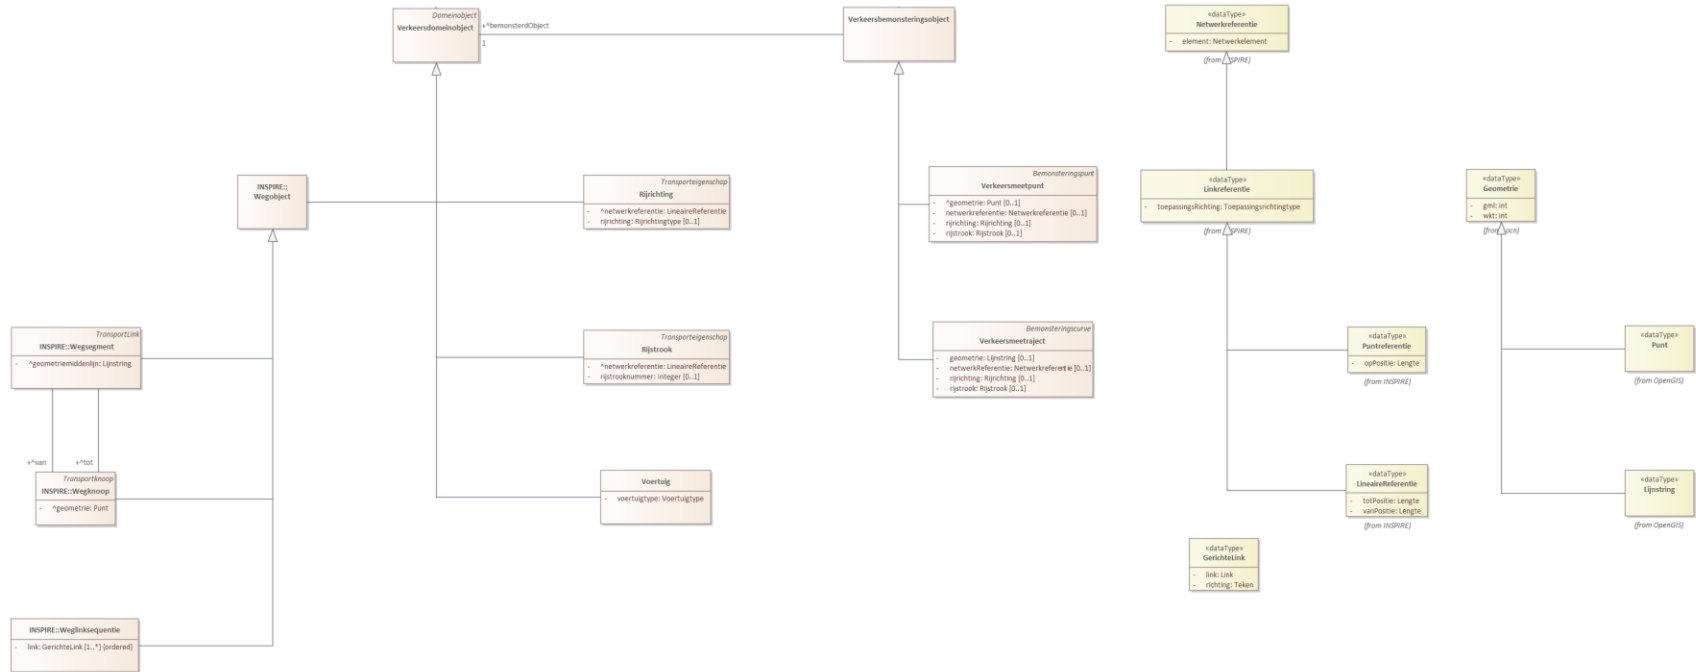 Domeinobject
Verkeersdomeinobject
+^bemonsterdObject
1
Verkeersbemonsteringsobject
«dataType»
Netwerkreferentie
- element: Netwerkelement
(from INSPIRE)
INSPIRE::
Wegobject
Transporteigenschap
Rijrichting
- ^netwerkreferentie: LineaireReferentie
- rijrichting: Rijrichtingtype [0..1]
Bemonsteringspunt
Verkeersmeetpunt
- ^geometrie: Punt [0..1]
- netwerkreferentie: Netwerkreferentie [0..1]
- rijrichting: Rijrichting [0..1]
- rijstrook: Rijstrook [0..1]
«dataType»
Linkreferentie
- toepassingsRichting: Toepassingsrichtingtype
(from INSPIRE)
«dataType»
Geometrie
- gml: int
- wkt: int
TransportLink
INSPIRE::Wegsegment
- ^geometriemiddenlijn: Lijnstring
Transporteigenschap
Rijstrook
- ^netwerkreferentie: LineaireReferentie
- rijstrooknummer: Integer [0..1]
Bemonsteringscurve
Verkeersmeetraject
- geometrie: Lijnstring [0..1]
- netwerkReferentie: Netwerkreferentie [0..1]
- rijrichting: Rijrichting [0..1]
- rijstrook: Rijstrook [0..1]
«dataType»
Puntreferentie
- opPositie: Lengte
(from INSPIRE)
«dataType»
Punt
(from OpenGIS)
+^van
+^tot
Transportknoop
INSPIRE::Wegknoop
- ^geometrie: Punt
Voertuig
- voertuigtype: Voertuigtype
«dataType»
LineaireReferentie
- totPositie: Lengte
- vanPositie: Lengte
(from INSPIRE)
«dataType»
Lijnstring
(from OpenGIS)
«dataType»
GerichteLink
- link: Link
- richting: Teken
INSPIRE::Weglinksequentie
- link: GerichteLink [1..*] {ordered}